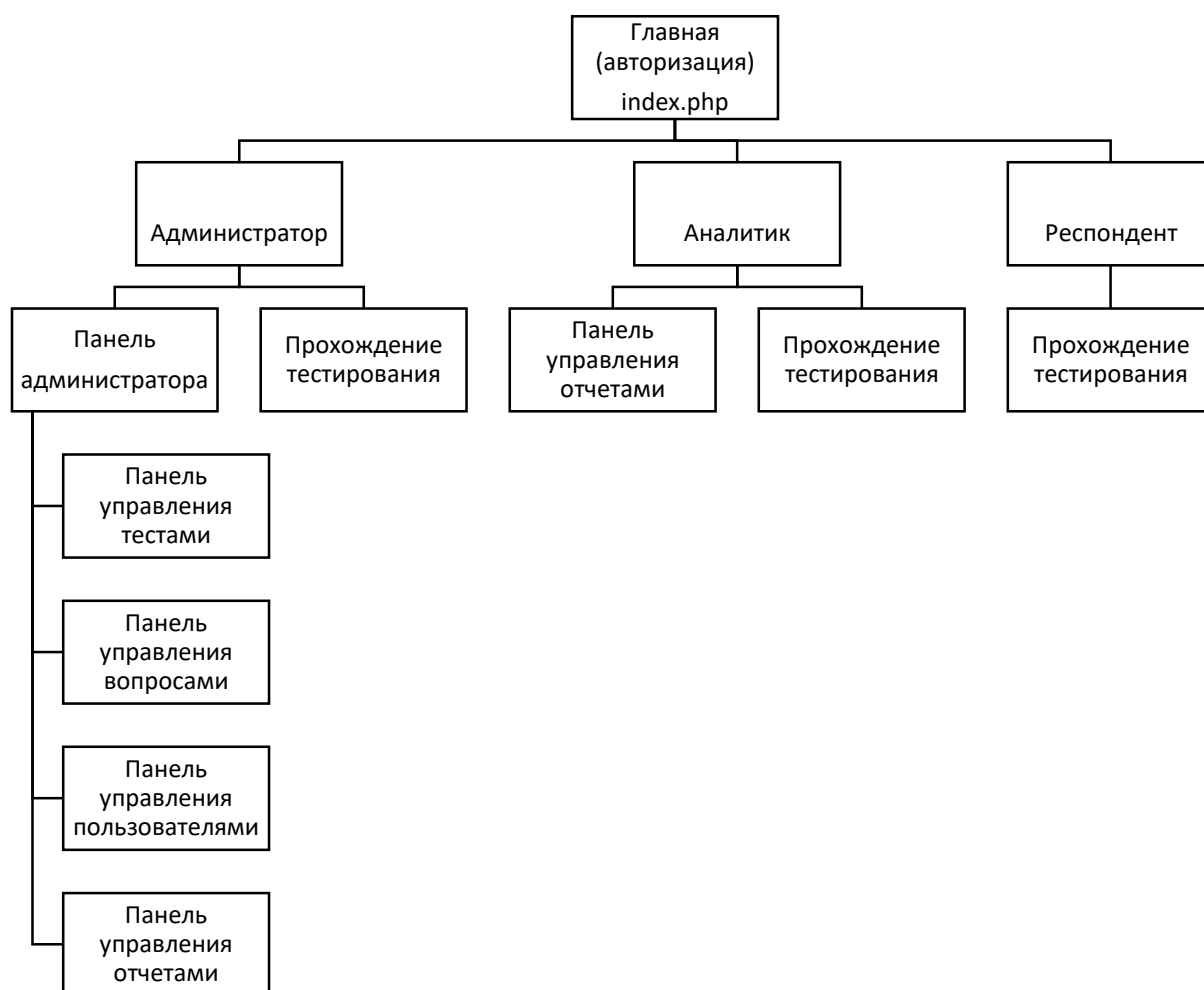 Главная
(авторизация)
index.php
Администратор
Аналитик
Респондент
Панель
администратора
Прохождение
тестирования
Панель
управления
отчетами
Прохождение
тестирования
Прохождение
тестирования
Панель
управления
тестами
Панель
управления
вопросами
Панель
управления
пользователями
Панель
управления
отчетами